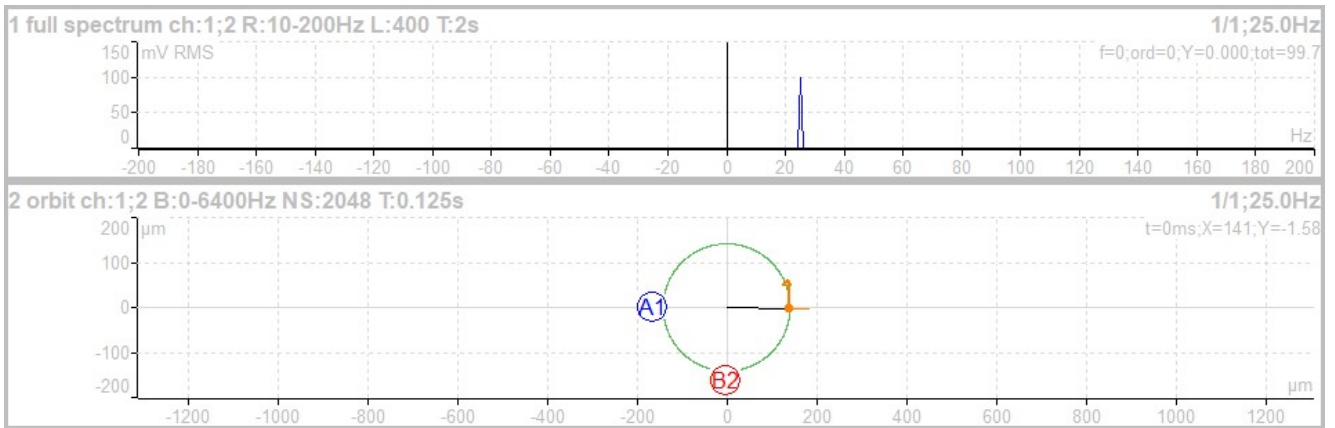 1 full spectrum ch:1;2 R:10-200Hz L:400 T:2s 1/1;25.0Hz
150 mV RMS f=0;ord=0;Y=0.000;tot=99.7
100
50
0 Hz
-200 -180 -160 -140 -120 -100 -80 -60 -40 -20 0 20 40 60 80 100 120 140 160 180 200
2 orbit ch:1;2 B:0-6400Hz NS:2048 T:0.125s 1/1;25.0Hz
200 µm t=0ms;X=141;Y=-1.58
100
0 A1
-100
-200 B2 µm
-1200 -1000 -800 -600 -400 -200 0 200 400 600 800 1000 1200